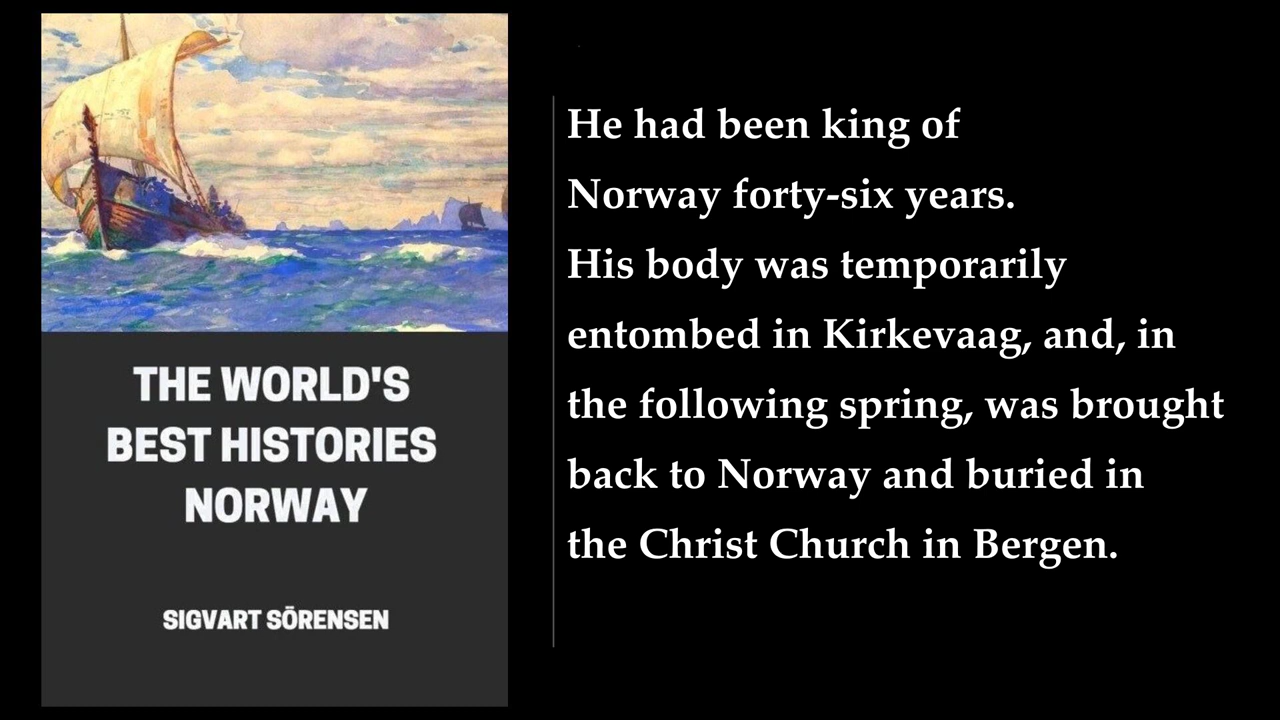 THE WORLD'S
BEST HISTORIES
NORWAY
SIGVART SÖRENSEN
He had been king of
Norway forty-six years.
His body was temporarily
entombed in Kirkevaag, and, in
the following spring, was brought
back to Norway and buried in
the Christ Church in Bergen.